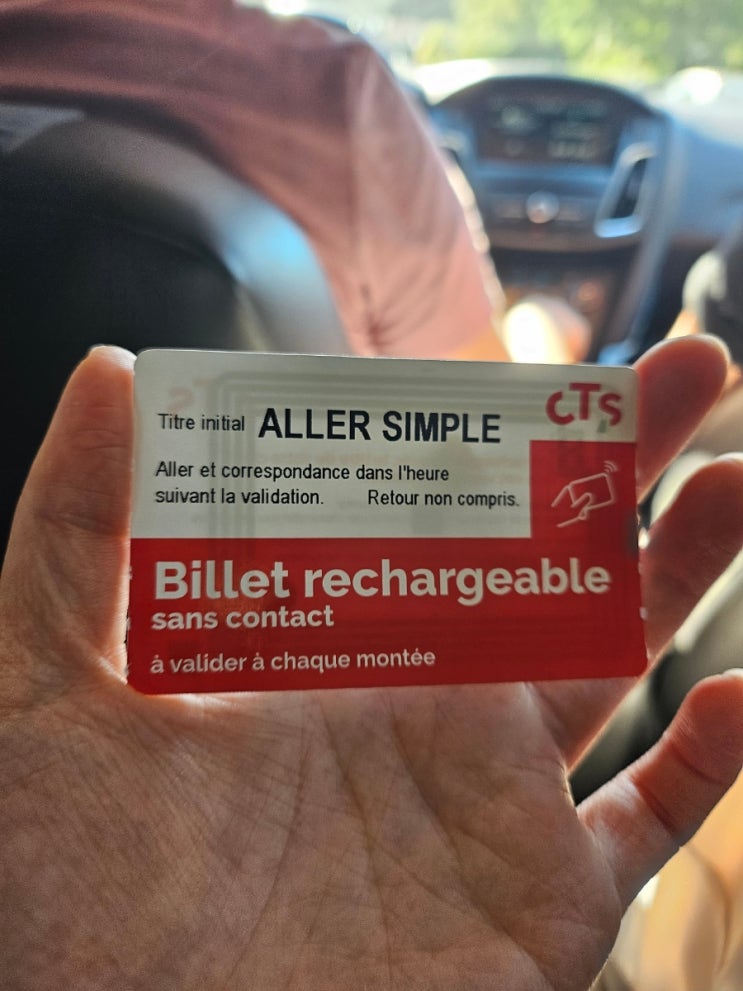 Titre initial ALLER SIMPLE
CTS
Aller et correspondance dans l'heure
suivant la validation. Retour non compris.
Billet rechargeable
sans contact
à valider à chaque montée